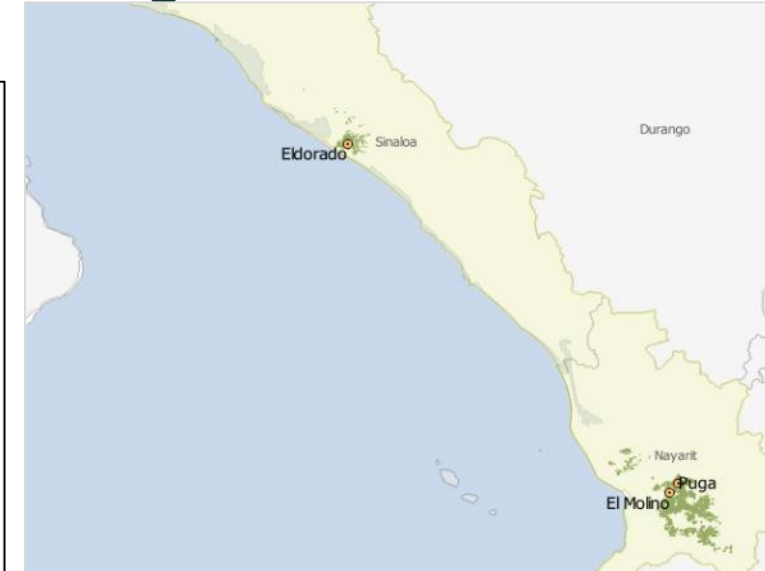 Durango
Sinaloa
Eldorado
Nayarit
Puga
El Molino